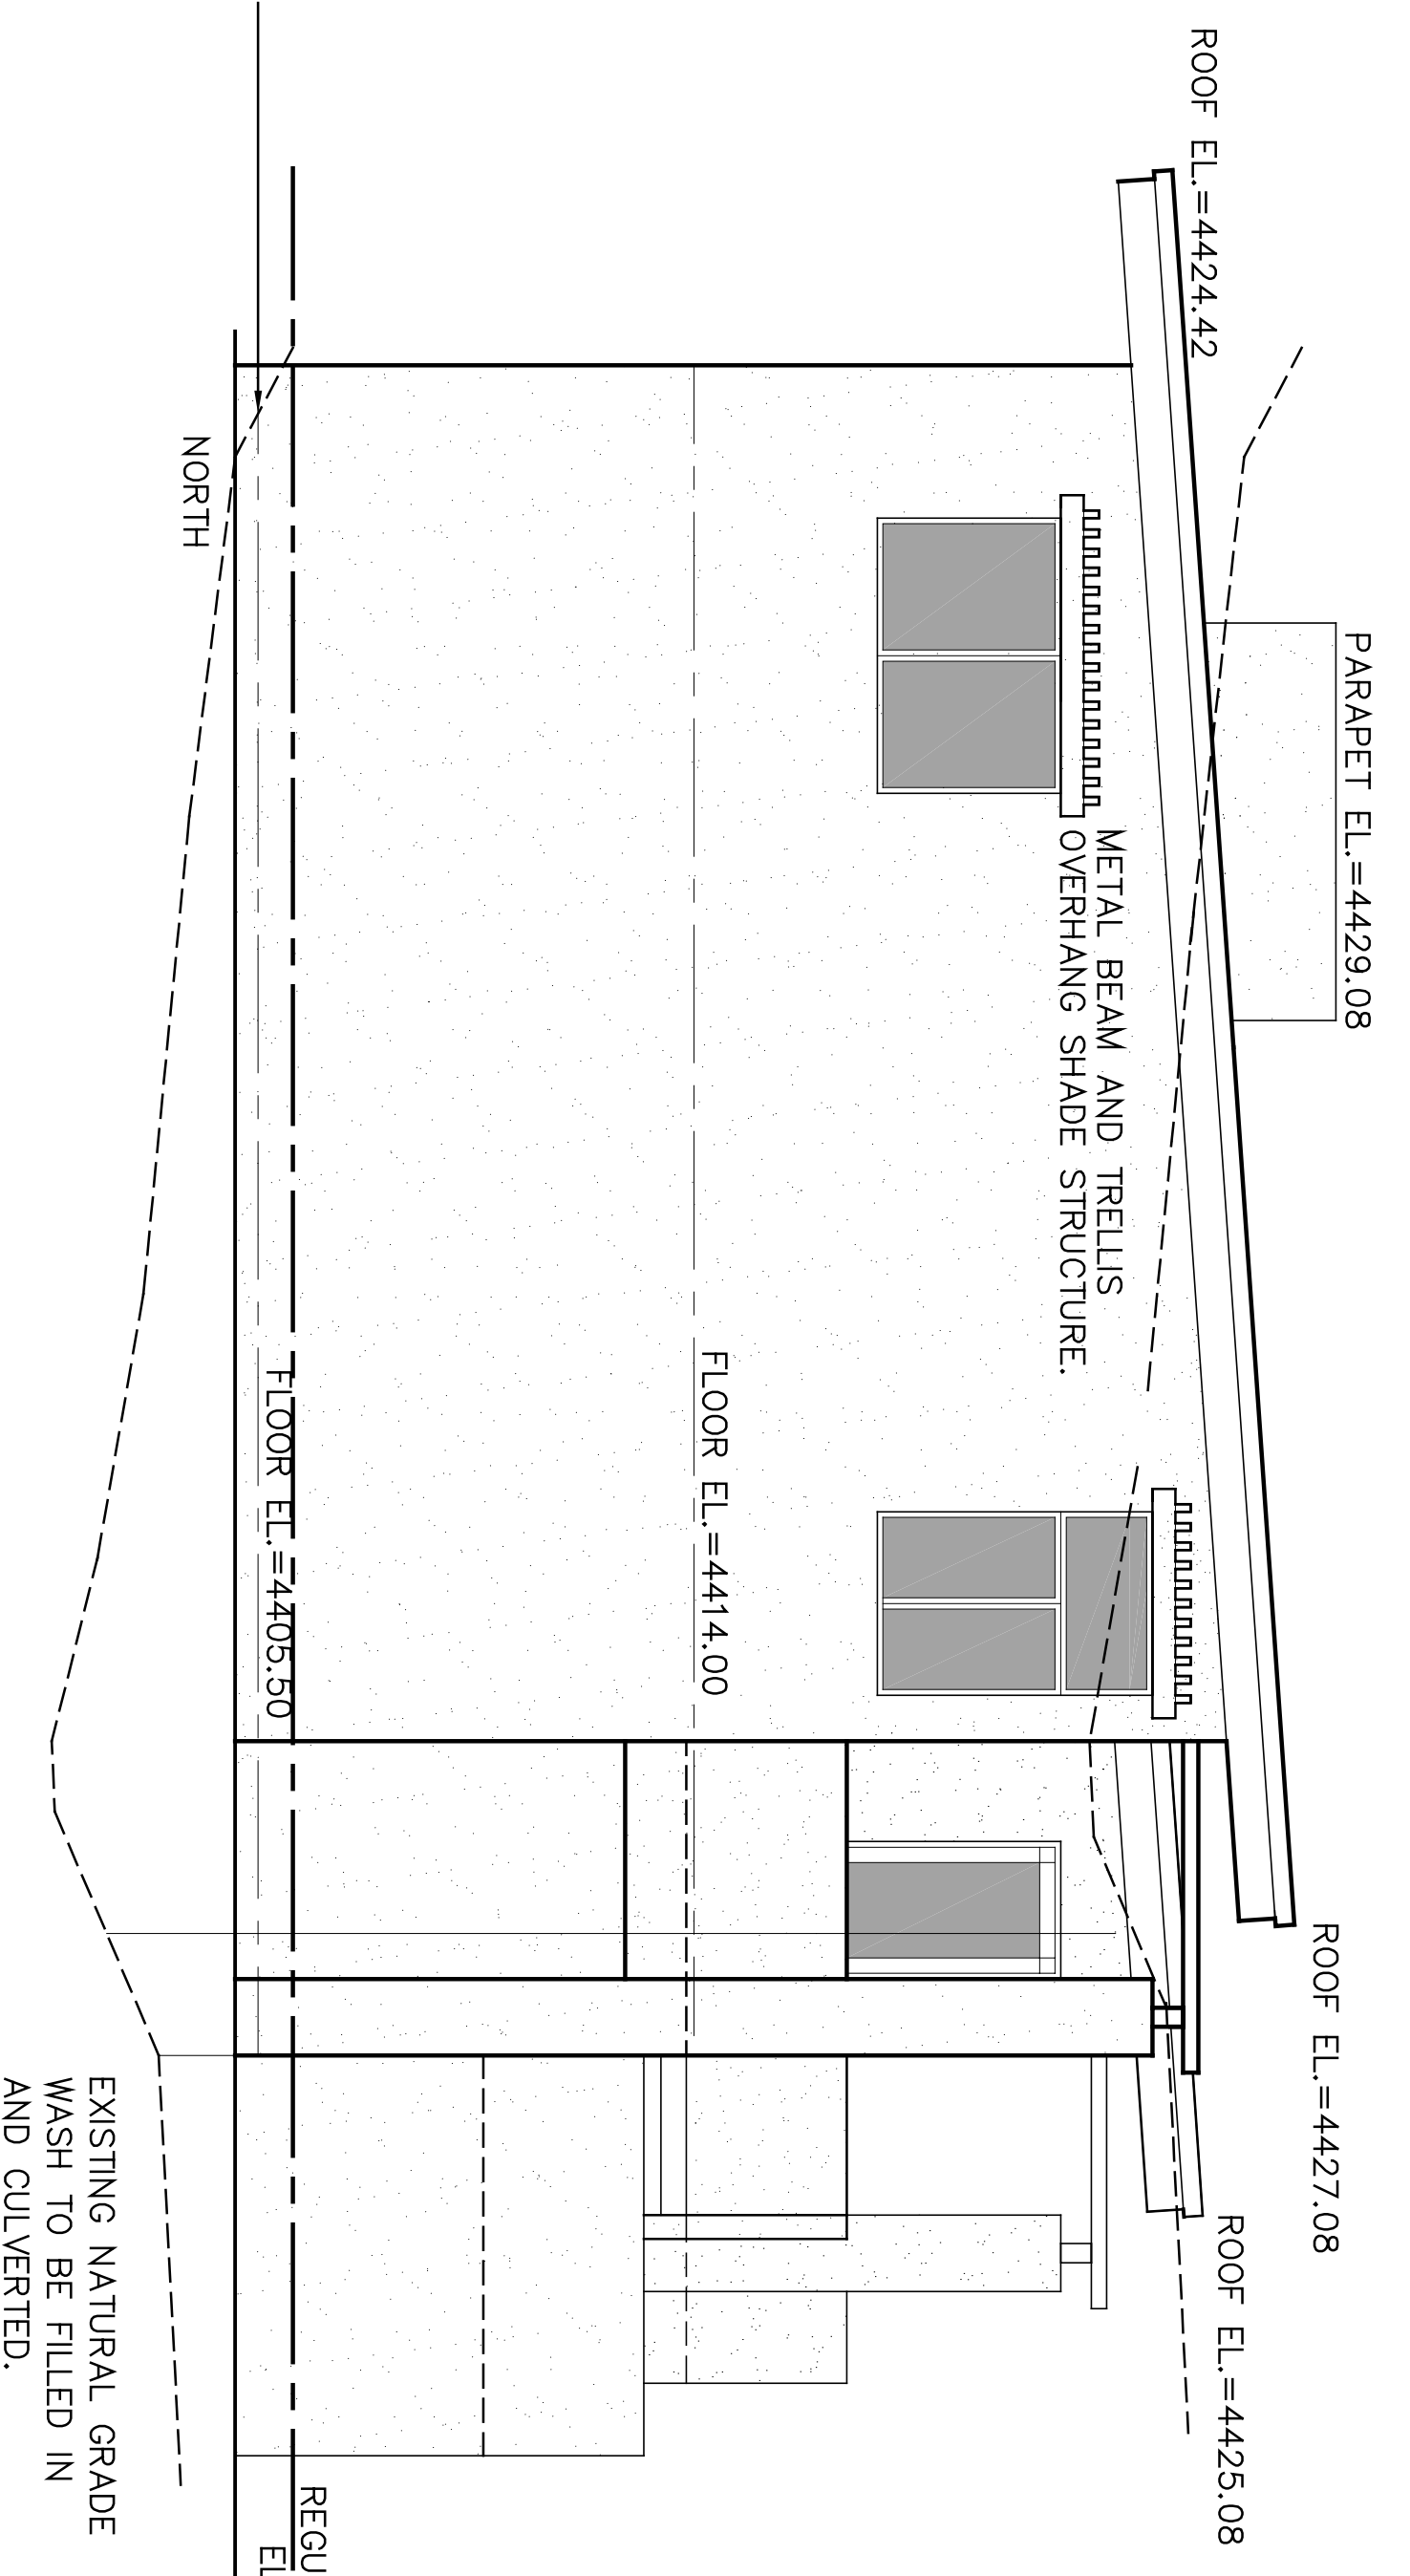 PARAPET EL.=4429.08
ROOF EL.=4427.08
ROOF EL.=4424.42
ROOF EL.=4425.08
METAL BEAM AND TRELLIS
OVERHANG SHADE STRUCTURE.
FLOOR EL.=4414.00
REGU
FLOOR EL.=4405.50
EL
NORTH
EXISTING NATURAL GRADE
WASH TO BE FILLED IN
AND CULVERTED.